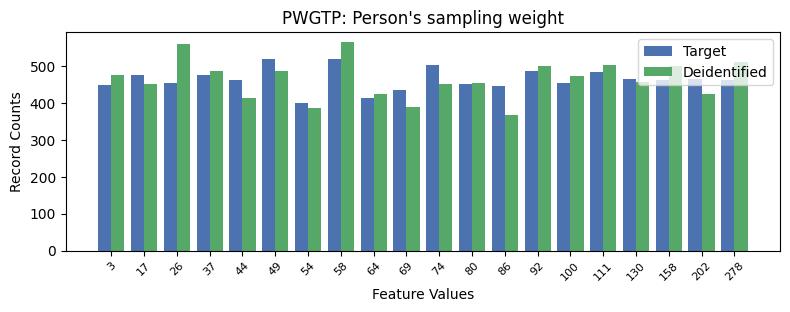 PWGTP: Person's sampling weight
Target
Deidentified
Record Counts
500
400
300
200
100
0
3 17 26 37 44 49 54 58 64 69 74 80 86 92 100 111 130 158 202 278
Feature Values